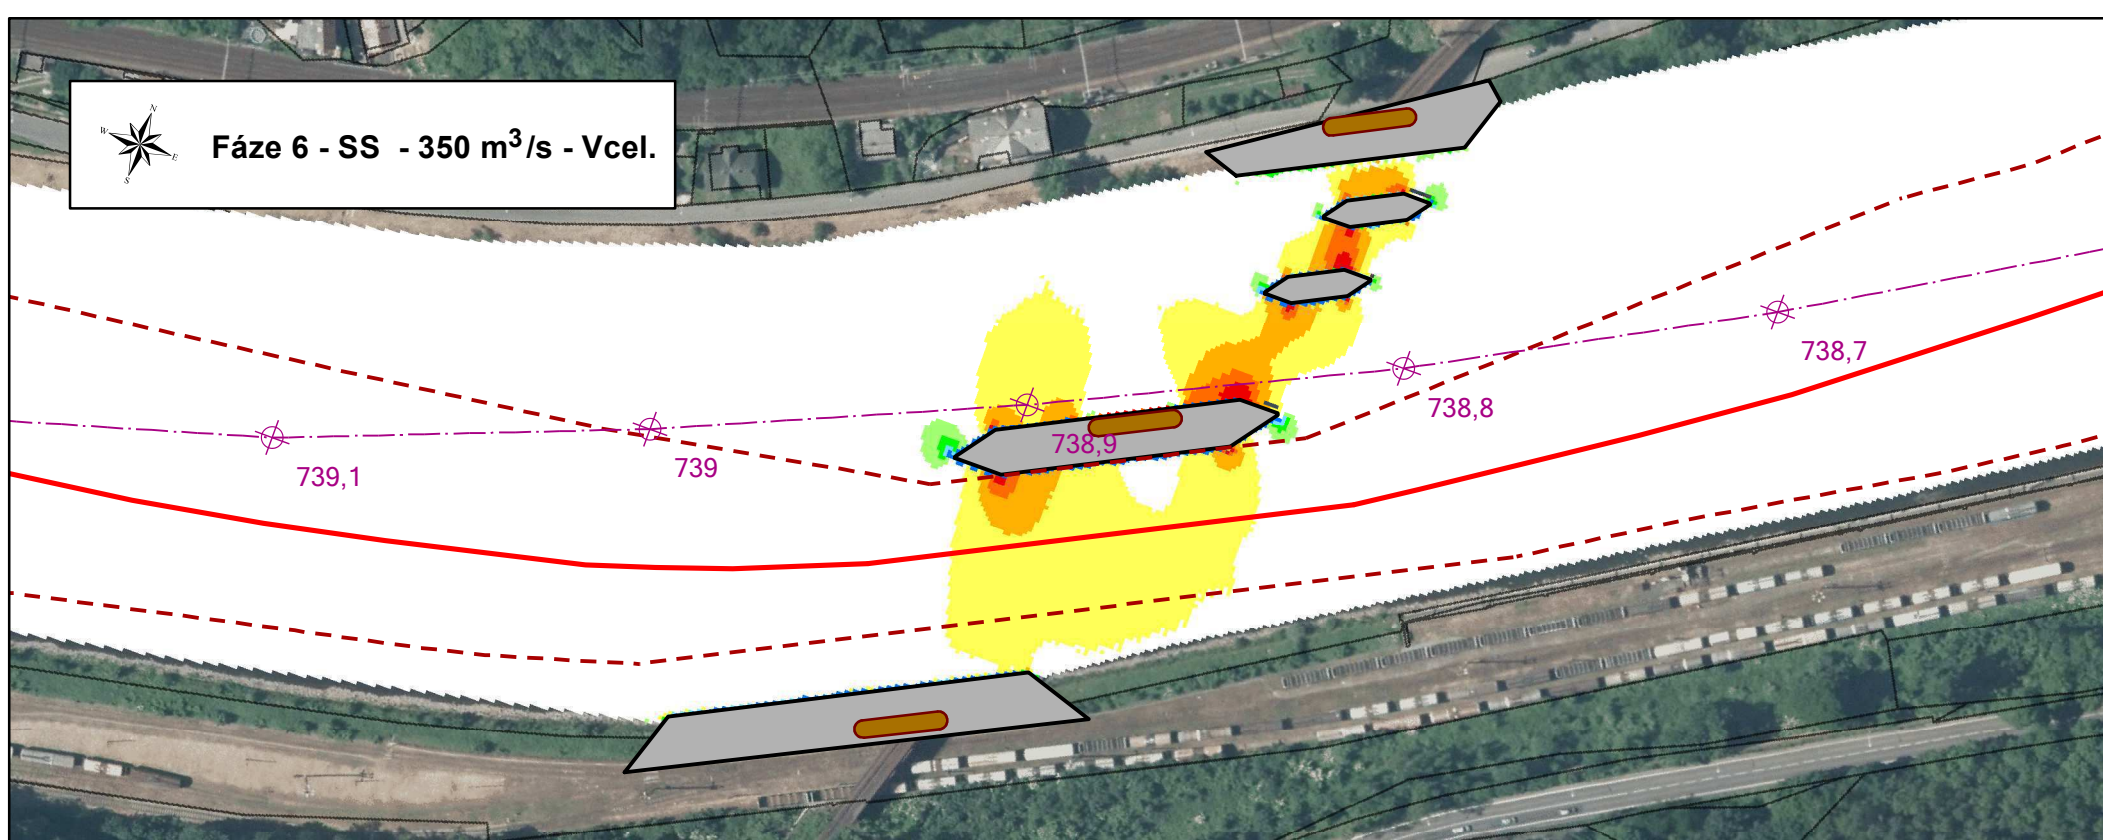 N
W
E
S
Fáze 6 - SS - 350 m³/s - Vcel.
738,7
738,8
738,9
739
739,1